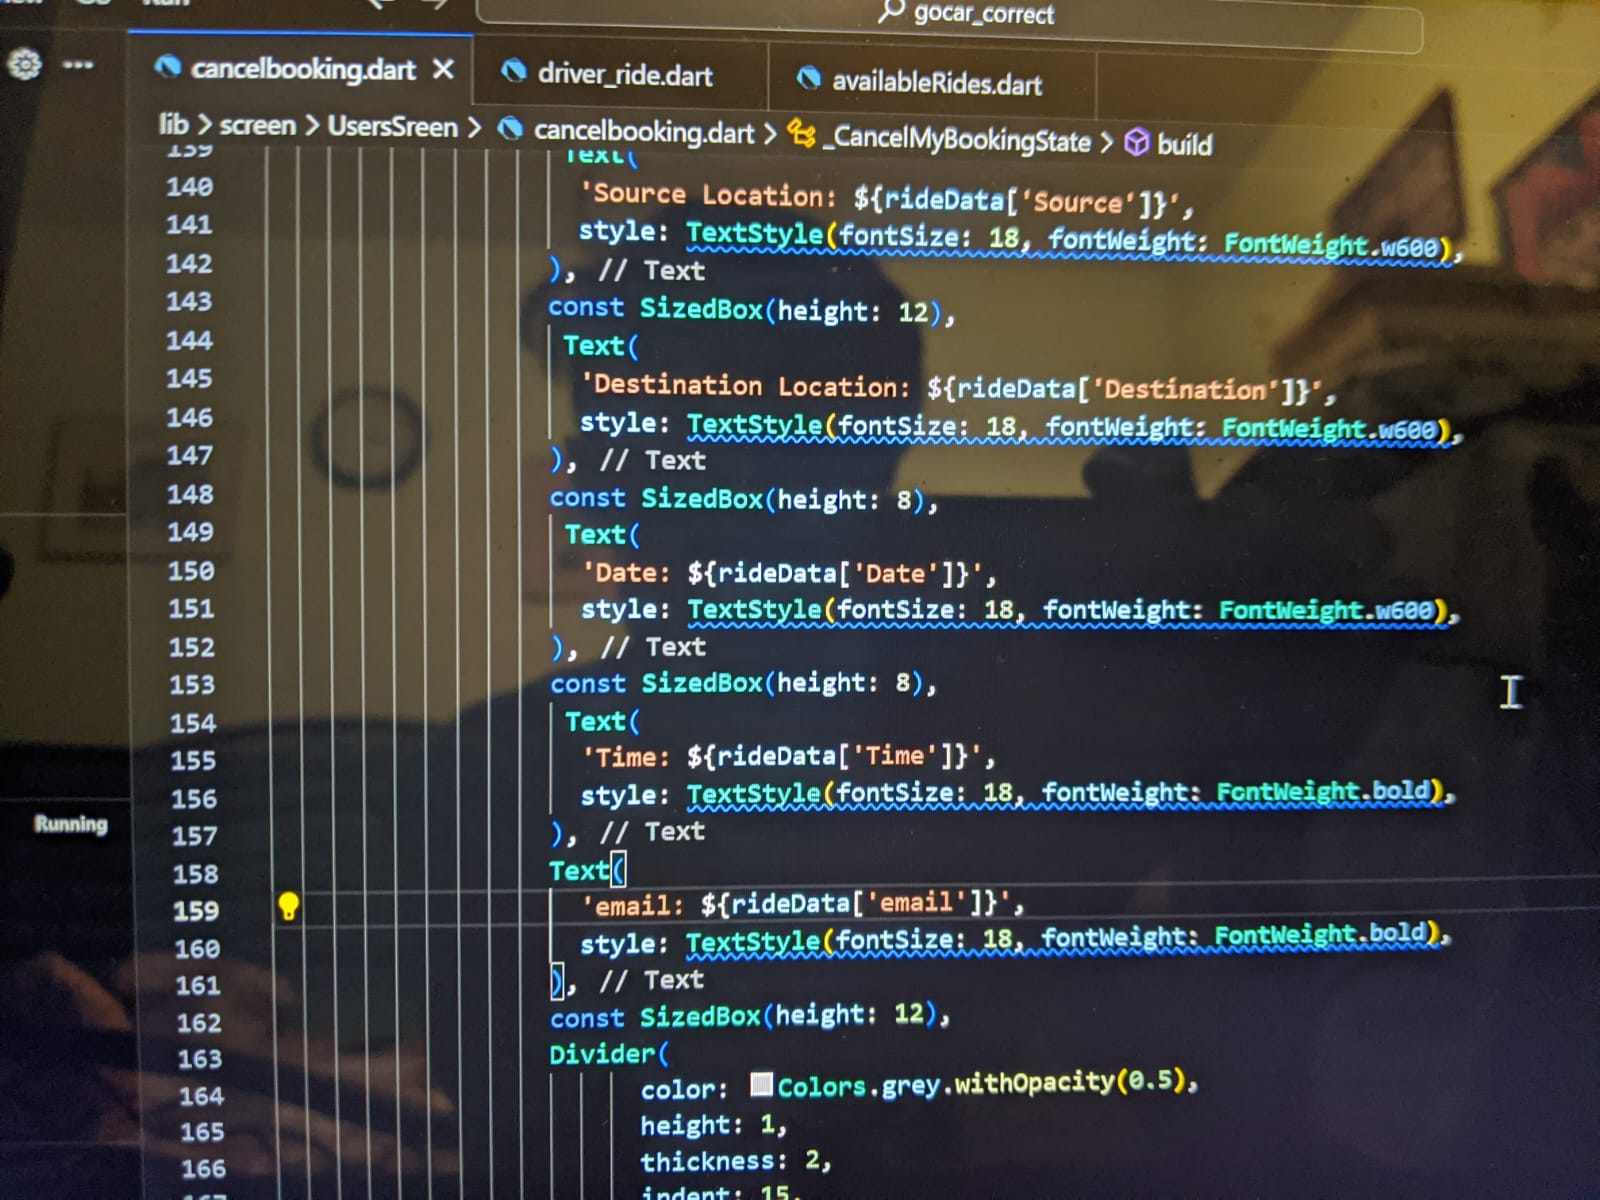 gocar_correct
cancelbooking.dart
driver_ride.dart
availableRides.dart
lib > screen > UsersSreen > cancelbooking.dart > _CancelMyBookingState > build
139 Text(
140 'Source Location: ${rideData['Source']}',
141 style: TextStyle(fontSize: 18, fontWeight: FontWeight.w600),
142 ), // Text
143 const SizedBox(height: 12),
144 Text(
145 'Destination Location: ${rideData['Destination']}',
146 style: TextStyle(fontSize: 18, fontWeight: FontWeight.w600),
147 ), // Text
148 const SizedBox(height: 8),
149 Text(
150 'Date: ${rideData['Date']}',
151 style: TextStyle(fontSize: 18, fontWeight: FontWeight.w600),
152 ), // Text
153 const SizedBox(height: 8),
154 Text(
155 'Time: ${rideData['Time']}',
156 style: TextStyle(fontSize: 18, fontWeight: FontWeight.bold),
157 ), // Text
158 Text(
159 'email: ${rideData['email']}',
160 style: TextStyle(fontSize: 18, fontWeight: FontWeight.bold),
161 ), // Text
162 const SizedBox(height: 12),
163 Divider(
164 color: Colors.grey.withOpacity(0.5),
165 height: 1,
166 thickness: 2,
indent: 15,
Running